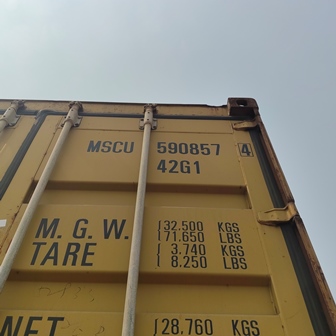 MSCU 590857 4
42G1
M. G. W. 32.500 KGS
71.650 LBS
TARE 3.740 KGS
8.250 LBS
NET 28.760 KGS